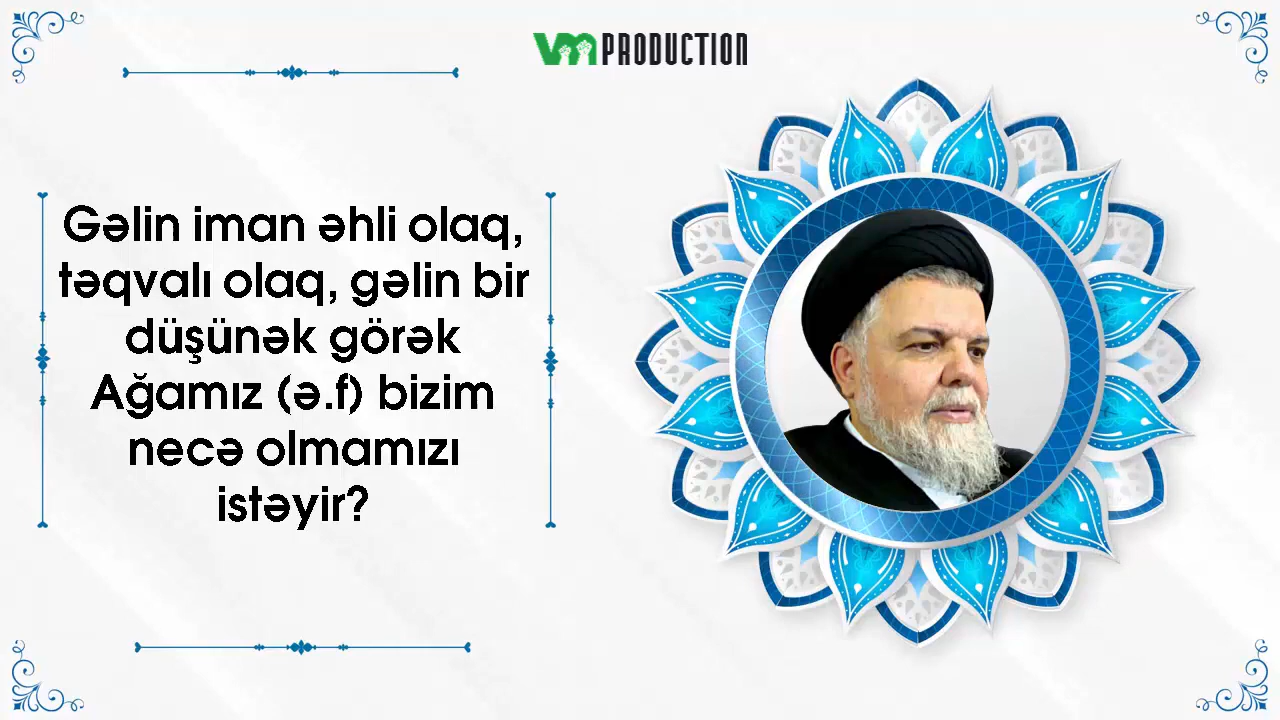 VM PRODUCTION
Gəlin iman əhli olaq,
təqvalı olaq, gəlin bir
düşünək görək
Ağamız (ə.f) bizim
necə olmamızı
istəyir?